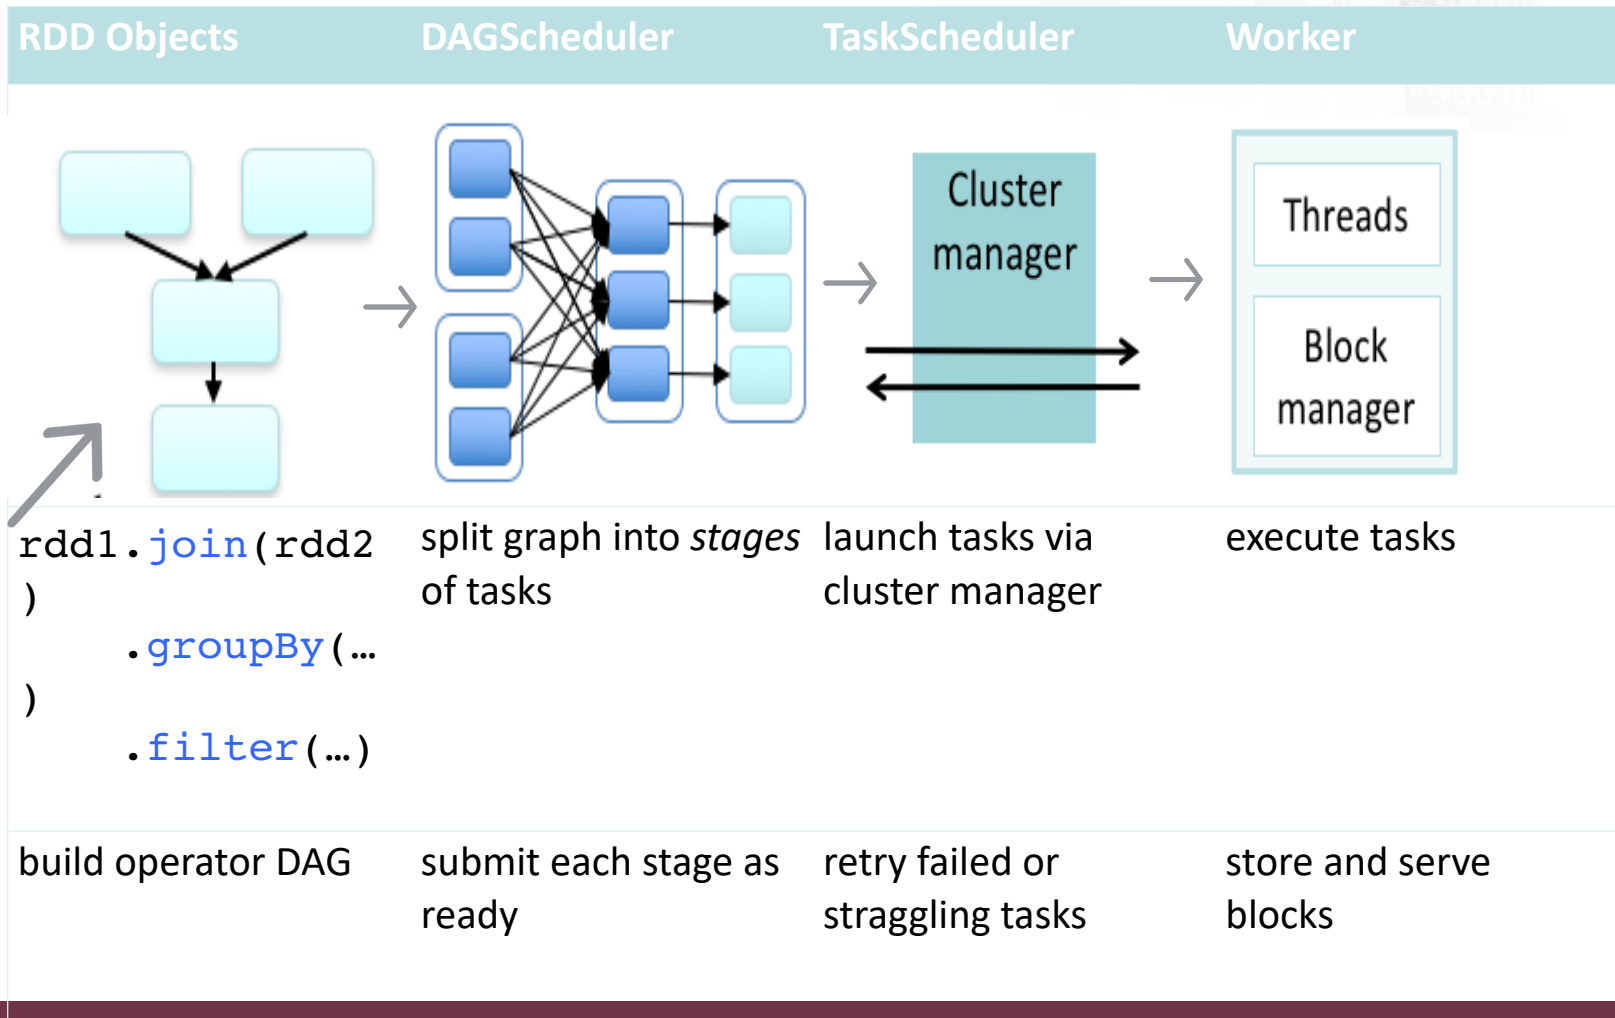 RDD Objects
DAGScheduler
TaskScheduler
Worker
Cluster
manager
Threads
Block
manager
rdd1.join(rdd2
)
.groupBy(…
)
.filter(…)
split graph into stages
of tasks
launch tasks via
cluster manager
execute tasks
build operator DAG
submit each stage as
ready
retry failed or
straggling tasks
store and serve
blocks